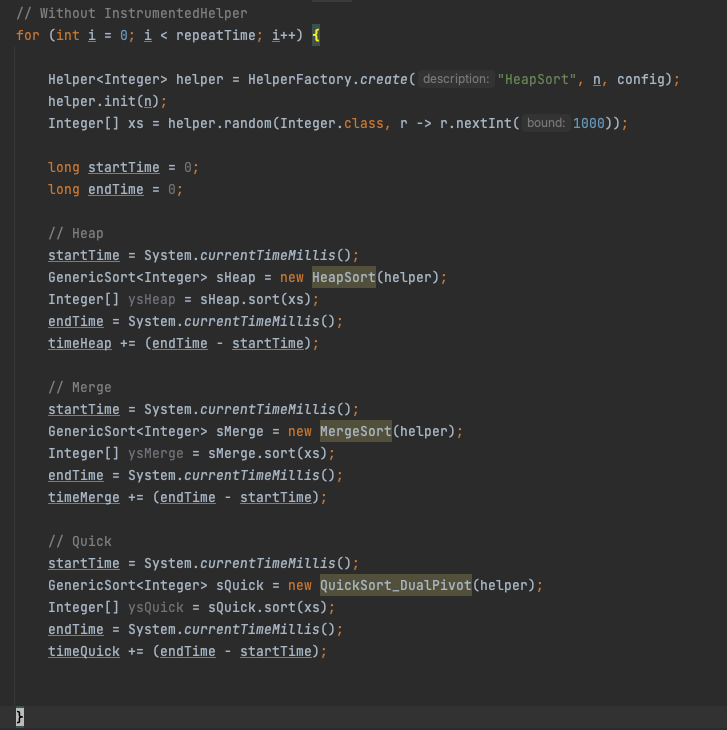 // Without InstrumentedHelper
for (int i = 0; i < repeatTime; i++) {
Helper<Integer> helper = HelperFactory.create( description: "HeapSort", n, config);
helper.init(n);
Integer[] xs = helper.random(Integer.class, r -> r.nextInt( bound: 1000));
long startTime = 0;
long endTime = 0;
// Heap
startTime = System.currentTimeMillis();
GenericSort<Integer> sHeap = new HeapSort(helper);
Integer[] ysHeap = sHeap.sort(xs);
endTime = System.currentTimeMillis();
timeHeap += (endTime - startTime);
// Merge
startTime = System.currentTimeMillis();
GenericSort<Integer> sMerge = new MergeSort(helper);
Integer[] ysMerge = sMerge.sort(xs);
endTime = System.currentTimeMillis();
timeMerge += (endTime - startTime);
// Quick
startTime = System.currentTimeMillis();
GenericSort<Integer> sQuick = new QuickSort_DualPivot(helper);
Integer[] ysQuick = sQuick.sort(xs);
endTime = System.currentTimeMillis();
timeQuick += (endTime - startTime);
}